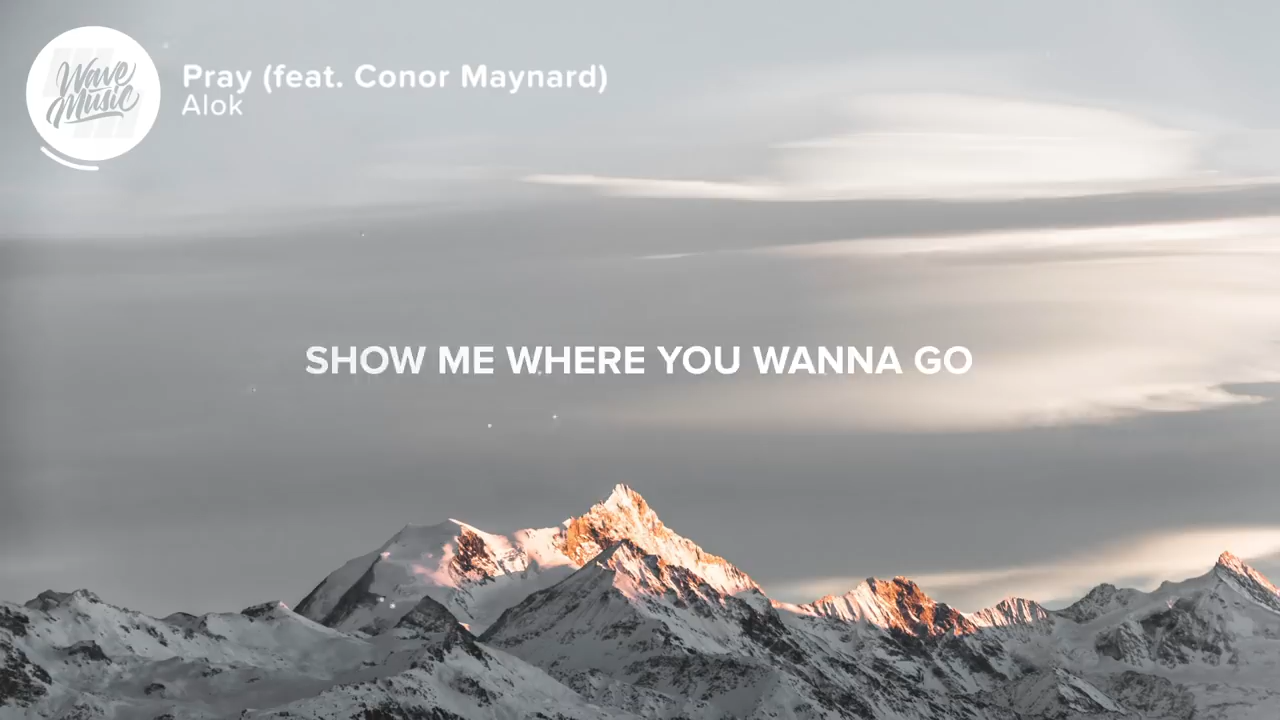 Wave
Music
Pray (feat. Conor Maynard)
Alok
SHOW ME WHERE YOU WANNA GO